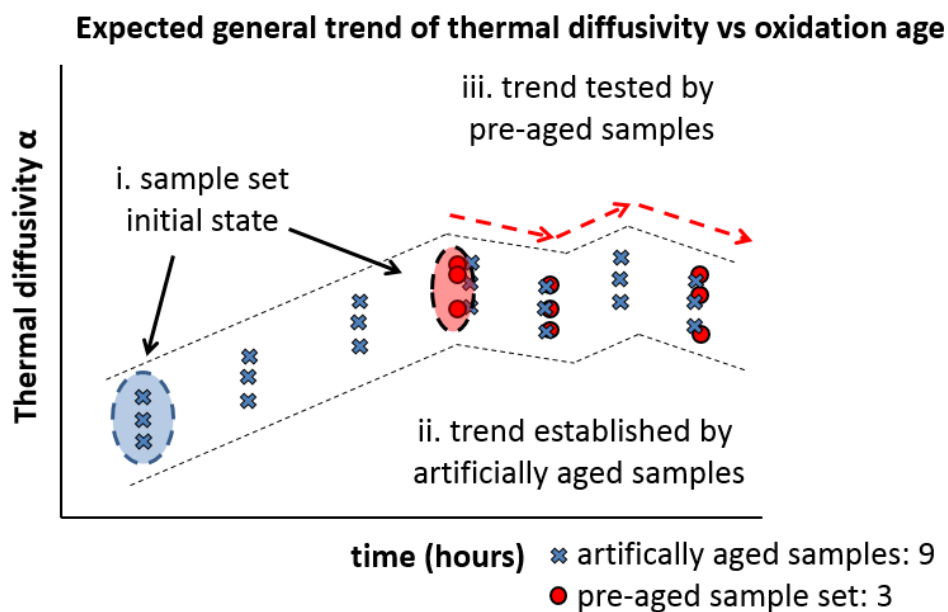 Expected general trend of thermal diffusivity vs oxidation age
iii. trend tested by
pre-aged samples
i. sample set
initial state
Thermal diffusivity α
ii. trend established by
artificially aged samples
time (hours)
artifically aged samples: 9
pre-aged sample set: 3